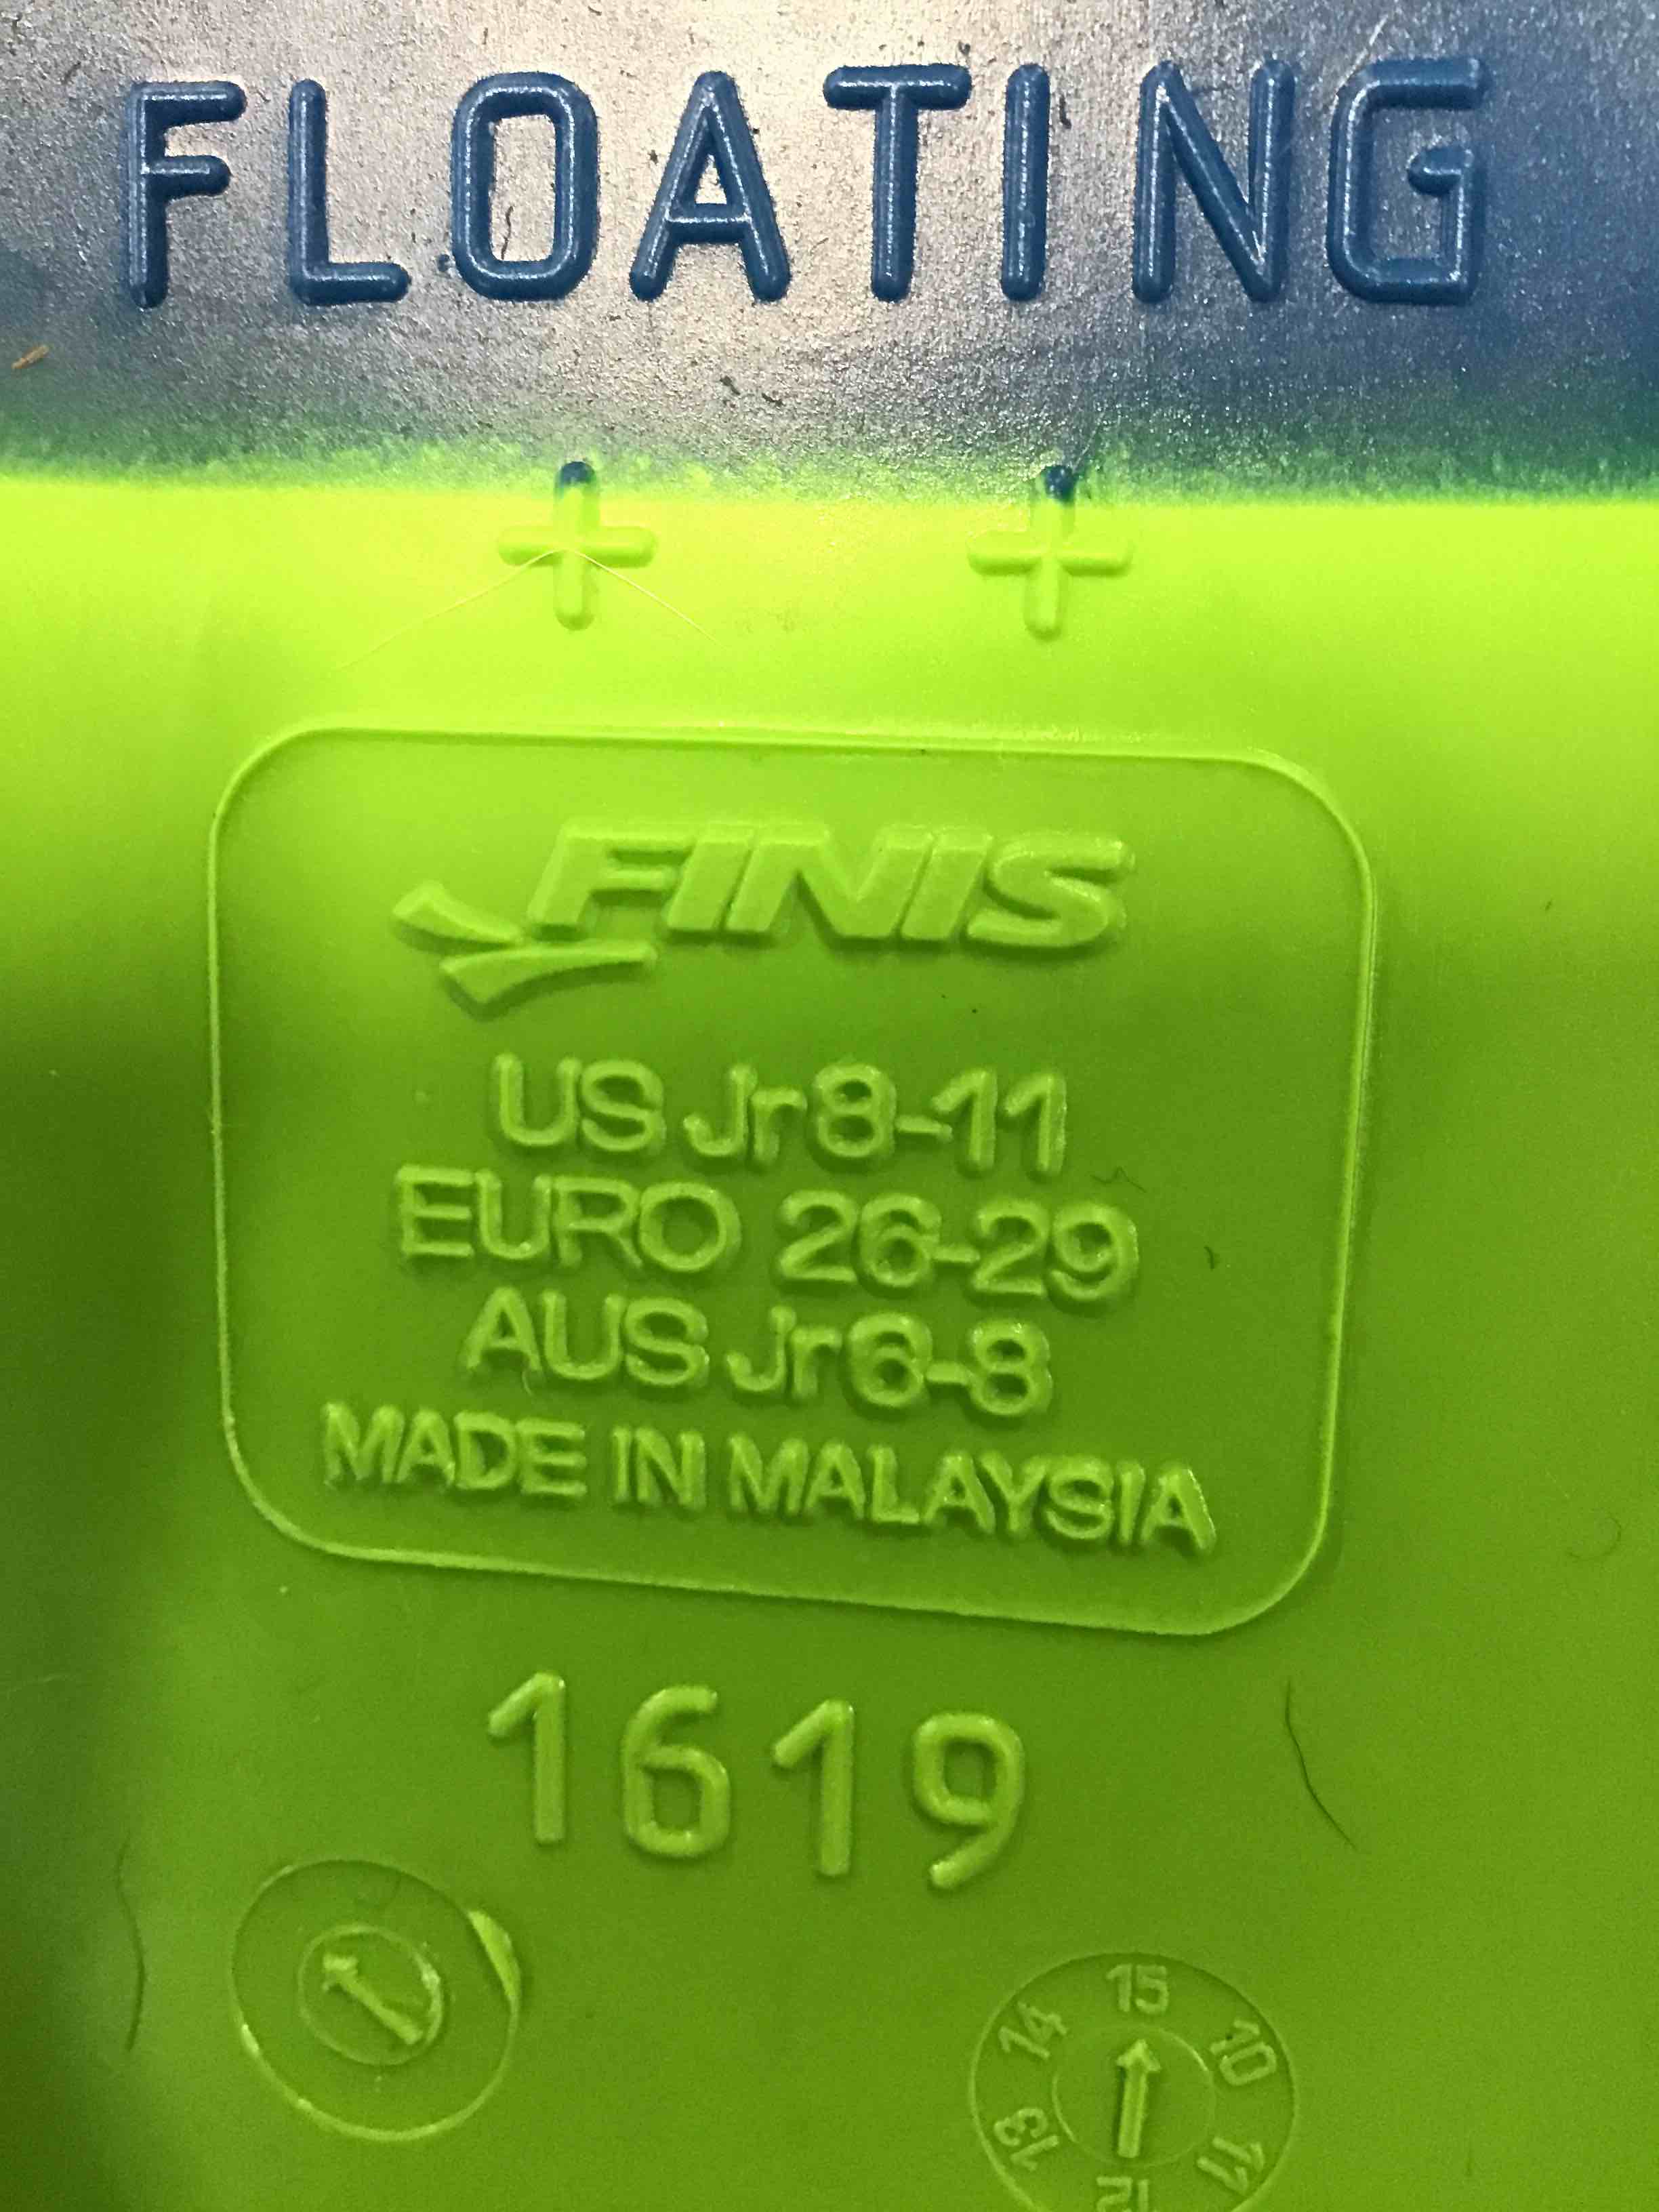 FLOATING
FINIS
US Jr 8-11
EURO 26-29
AUS Jr 6-8
MADE IN MALAYSIA
1619
15
14 10
13 11
12